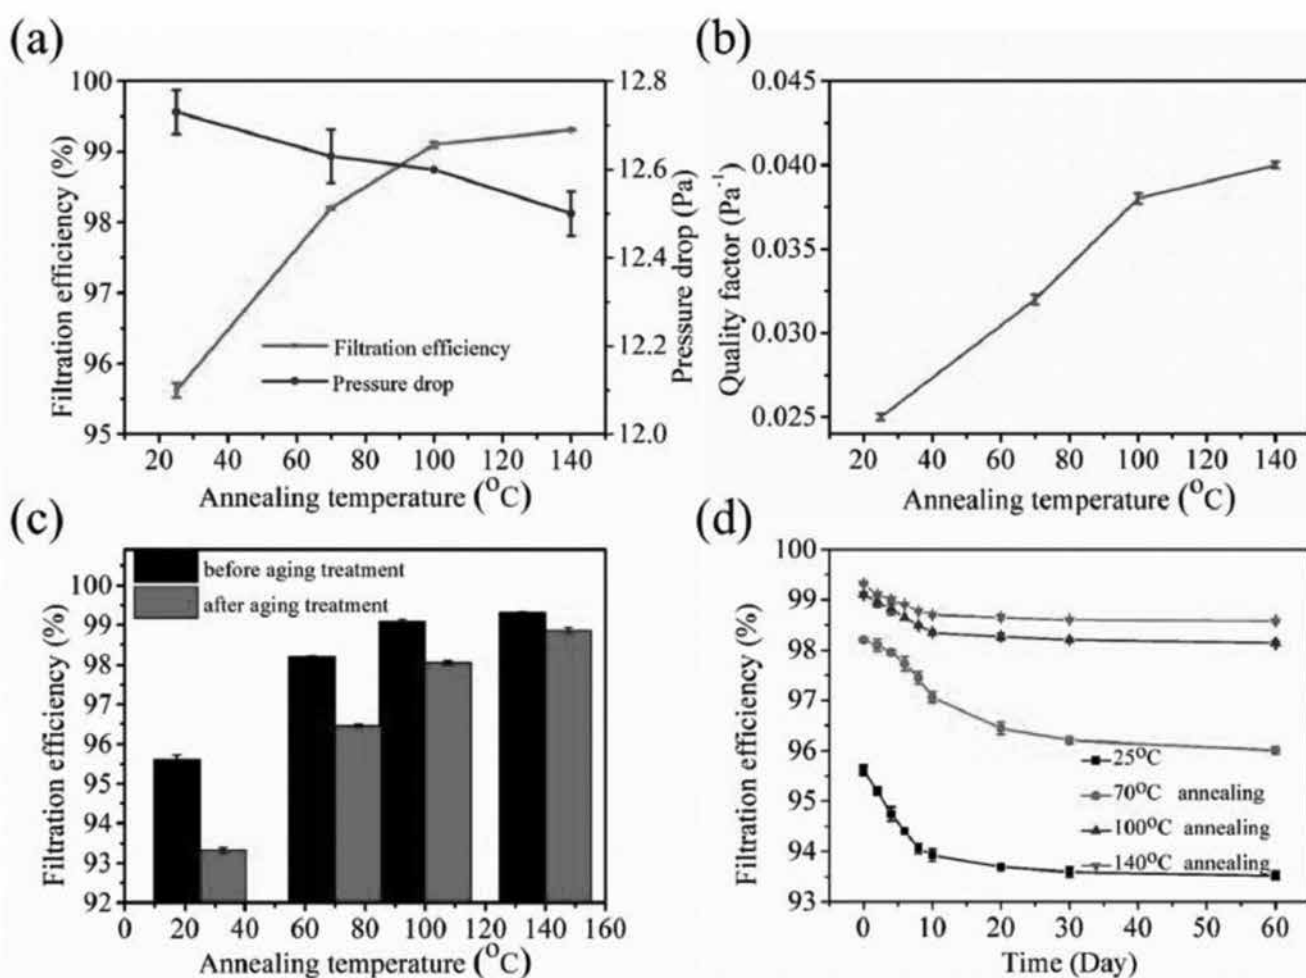 (a)
100
99
98
97
96
95
Filtration efficiency (%)
12.8
12.6
12.4
12.2
12.0
Pressure drop (Pa)
Filtration efficiency
Pressure drop
20 40 60 80 100 120 140
Annealing temperature (°C)
(b)
0.045
0.040
0.035
0.030
0.025
Quality factor (Pa⁻¹)
20 40 60 80 100 120 140
Annealing temperature (°C)
(c)
before aging treatment
after aging treatment
100
99
98
97
96
95
94
93
92
Filtration efficiency (%)
0 20 40 60 80 100 120 140 160
Annealing temperature (°C)
(d)
100
99
98
97
96
95
94
93
Filtration efficiency (%)
25°C
70°C annealing
100°C annealing
140°C annealing
0 10 20 30 40 50 60
Time (Day)